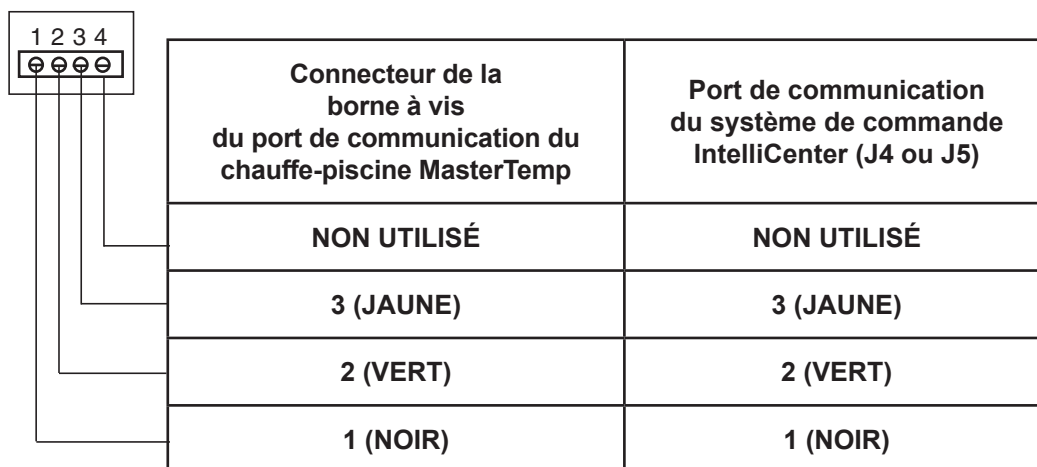 1 2 3 4
Connecteur de la
borne à vis
du port de communication du
chauffe-piscine MasterTemp
Port de communication
du système de commande
IntelliCenter (J4 ou J5)
NON UTILISÉ
NON UTILISÉ
3 (JAUNE)
3 (JAUNE)
2 (VERT)
2 (VERT)
1 (NOIR)
1 (NOIR)